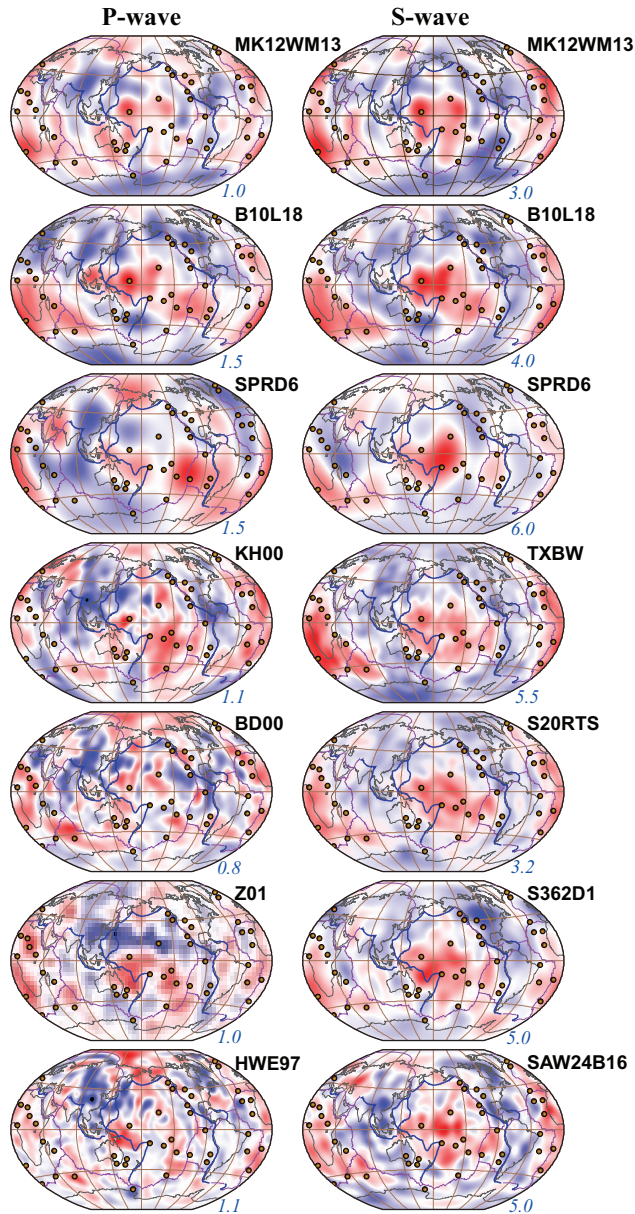 P-wave S-wave
MK12WM13 MK12WM13
1.0 3.0
B10L18 B10L18
1.5 4.0
SPRD6 SPRD6
1.5 6.0
KH00 TXBW
1.1 5.5
BD00 S20RTS
0.8 3.2
Z01 S362D1
1.0 5.0
HWE97 SAW24B16
1.1 5.0